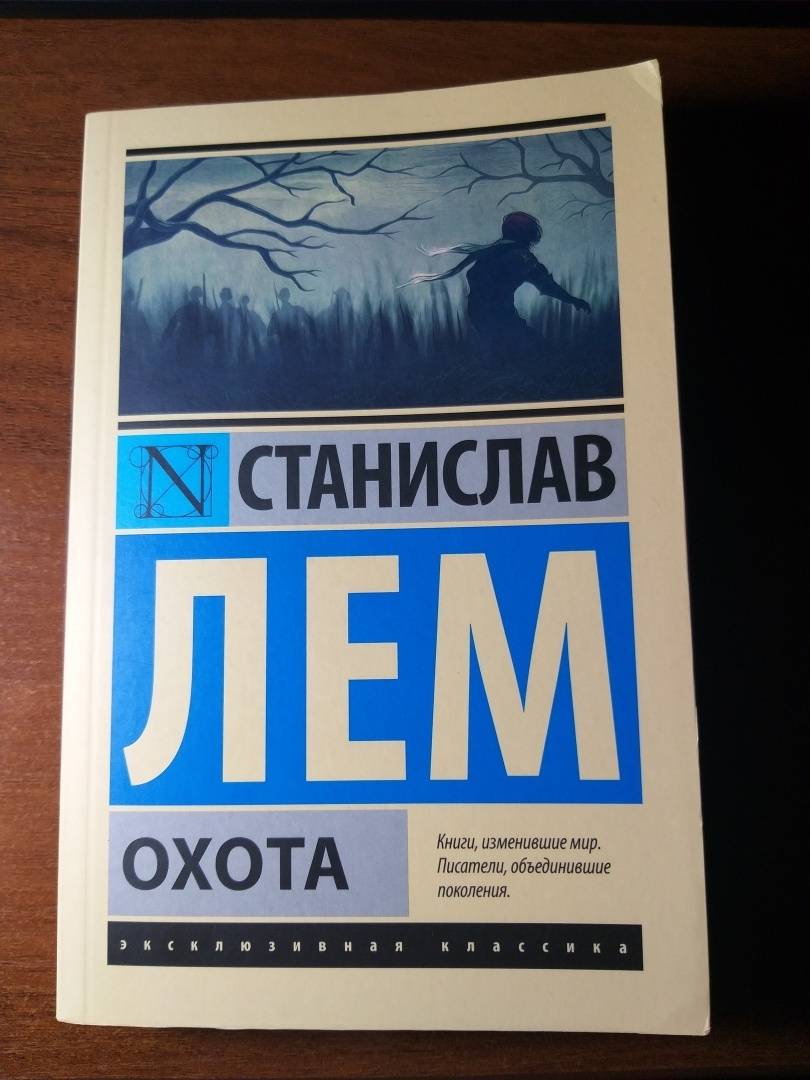 N СТАНИСЛАВ
ЛЕМ
ОХОТА
Книги, изменившие мир.
Писатели, объединившие
поколения.
эксклюзивная классика